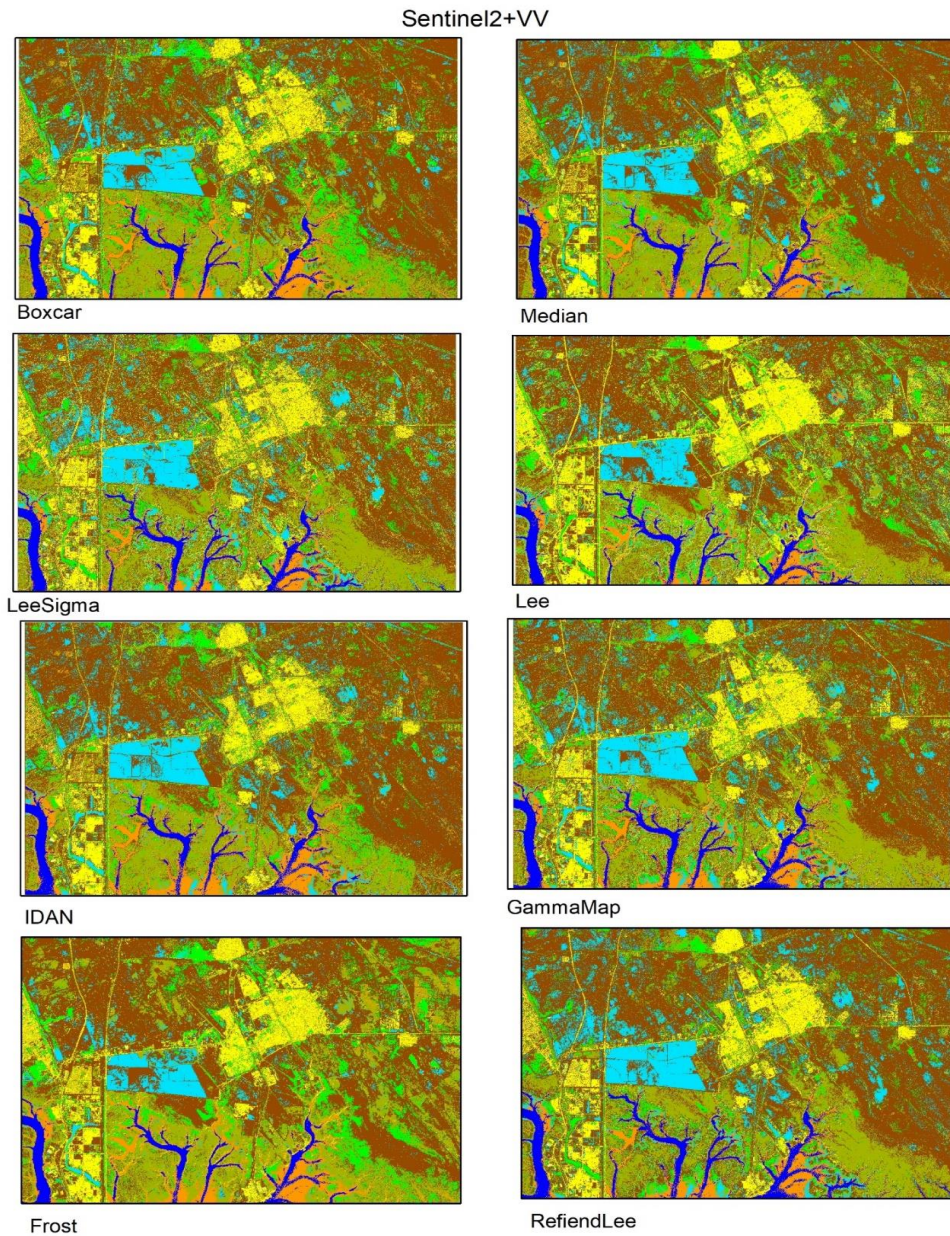 Sentinel2+VV
Boxcar
Median
LeeSigma
Lee
IDAN
GammaMap
Frost
RefiendLee